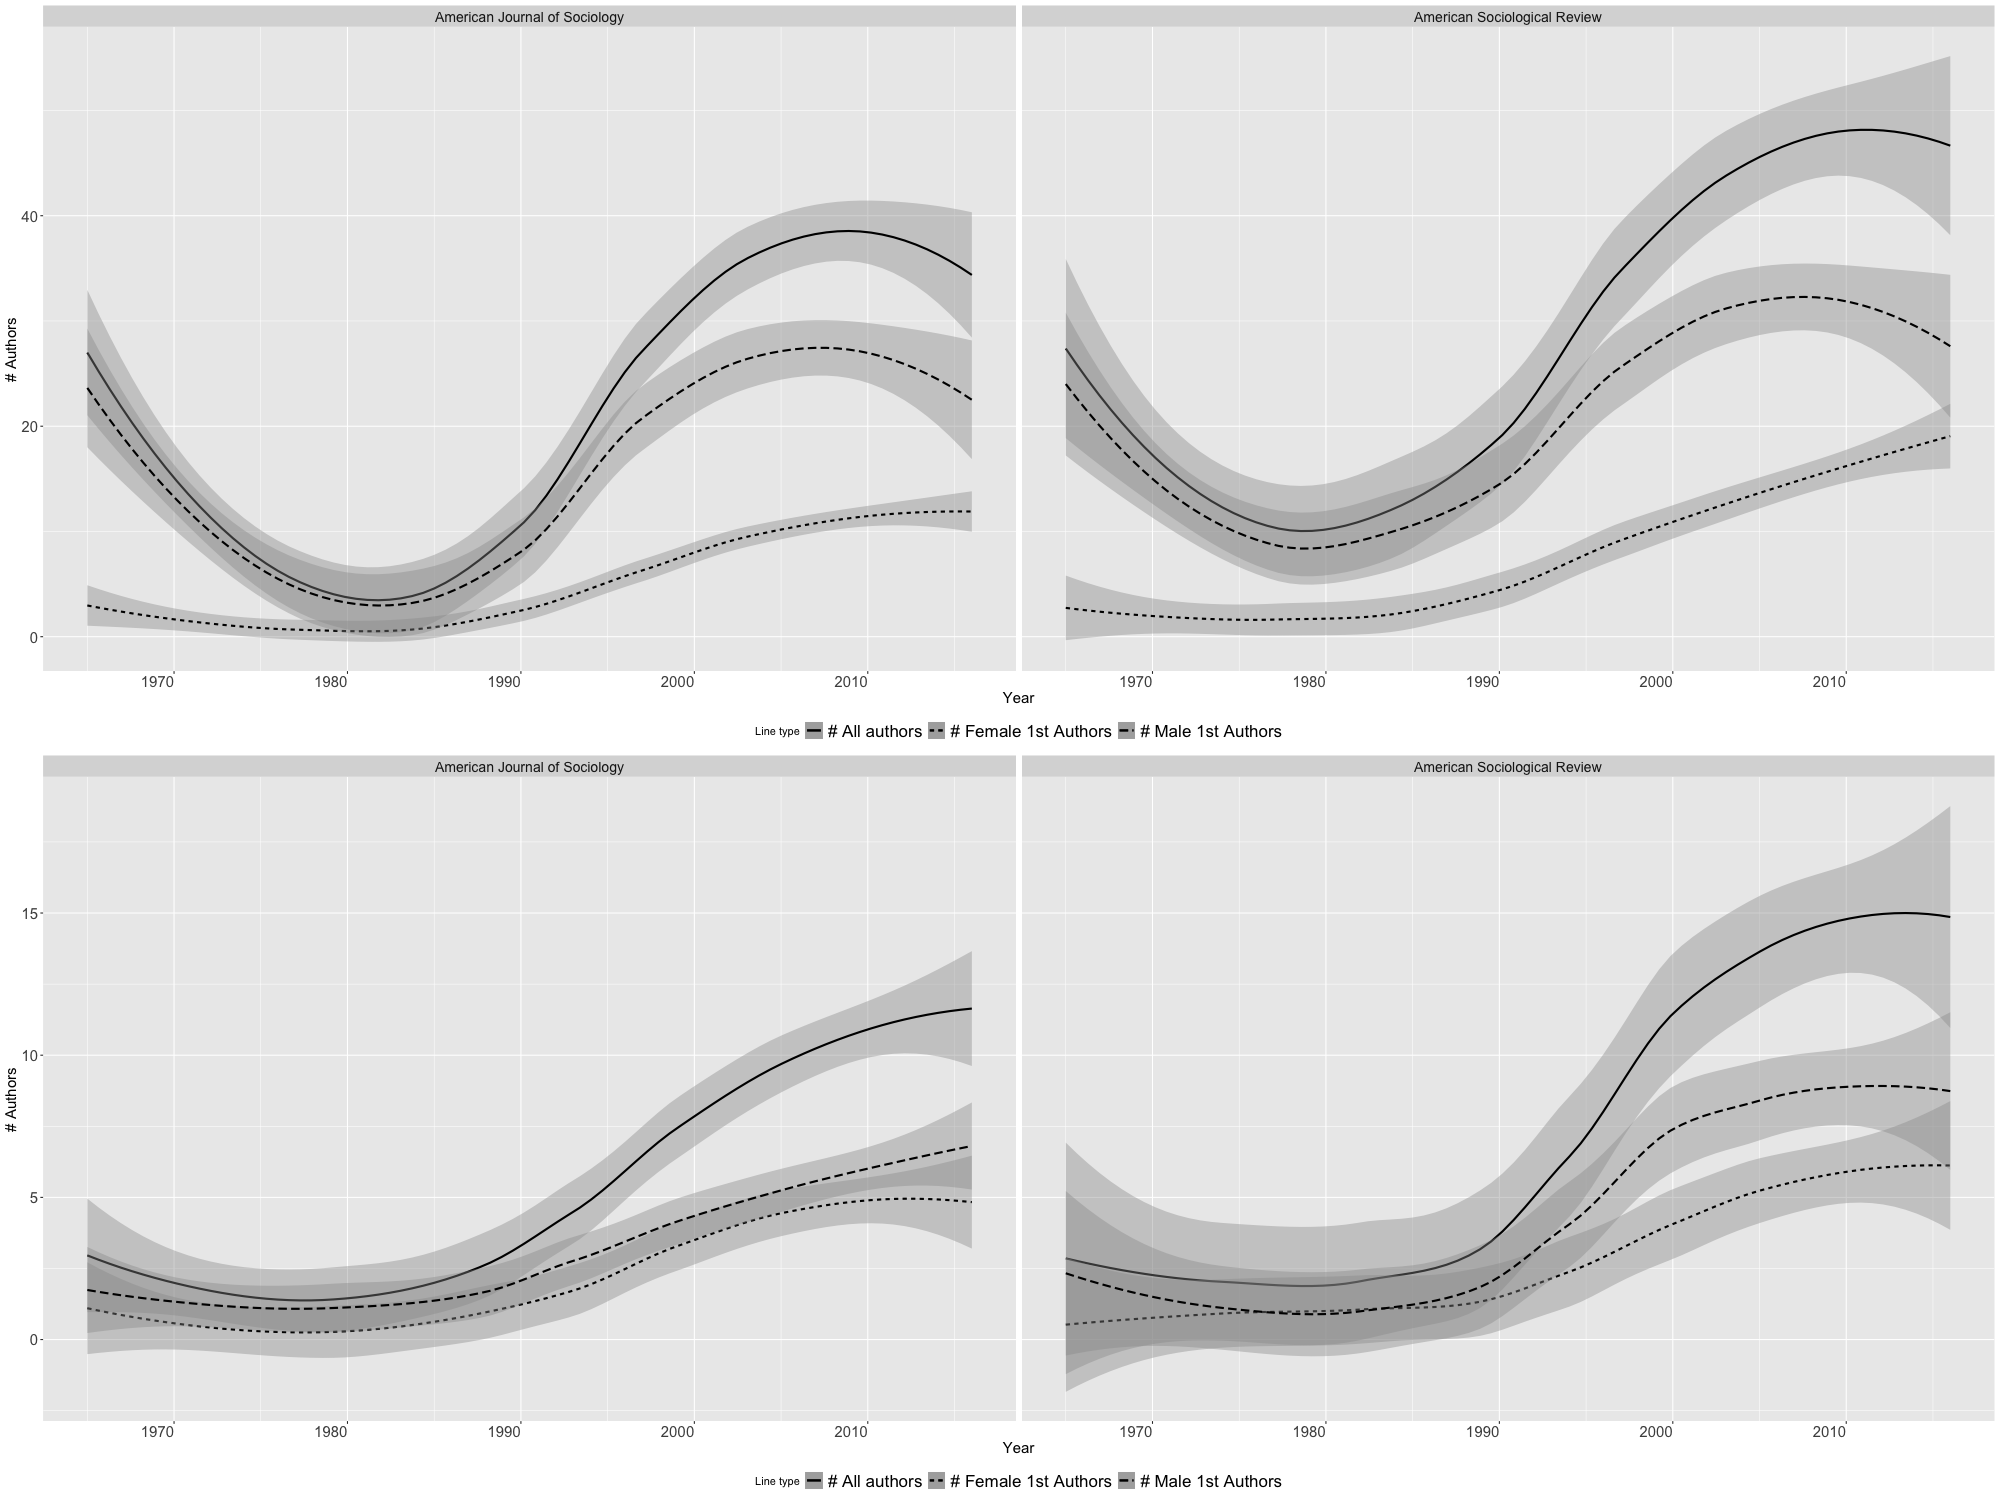 American Journal of Sociology American Sociological Review
# Authors
40
20
0
1970 1980 1990 2000 2010 1970 1980 1990 2000 2010
Year
Line type # All authors # Female 1st Authors # Male 1st Authors
American Journal of Sociology American Sociological Review
# Authors
15
10
5
0
1970 1980 1990 2000 2010 1970 1980 1990 2000 2010
Year
Line type # All authors # Female 1st Authors # Male 1st Authors